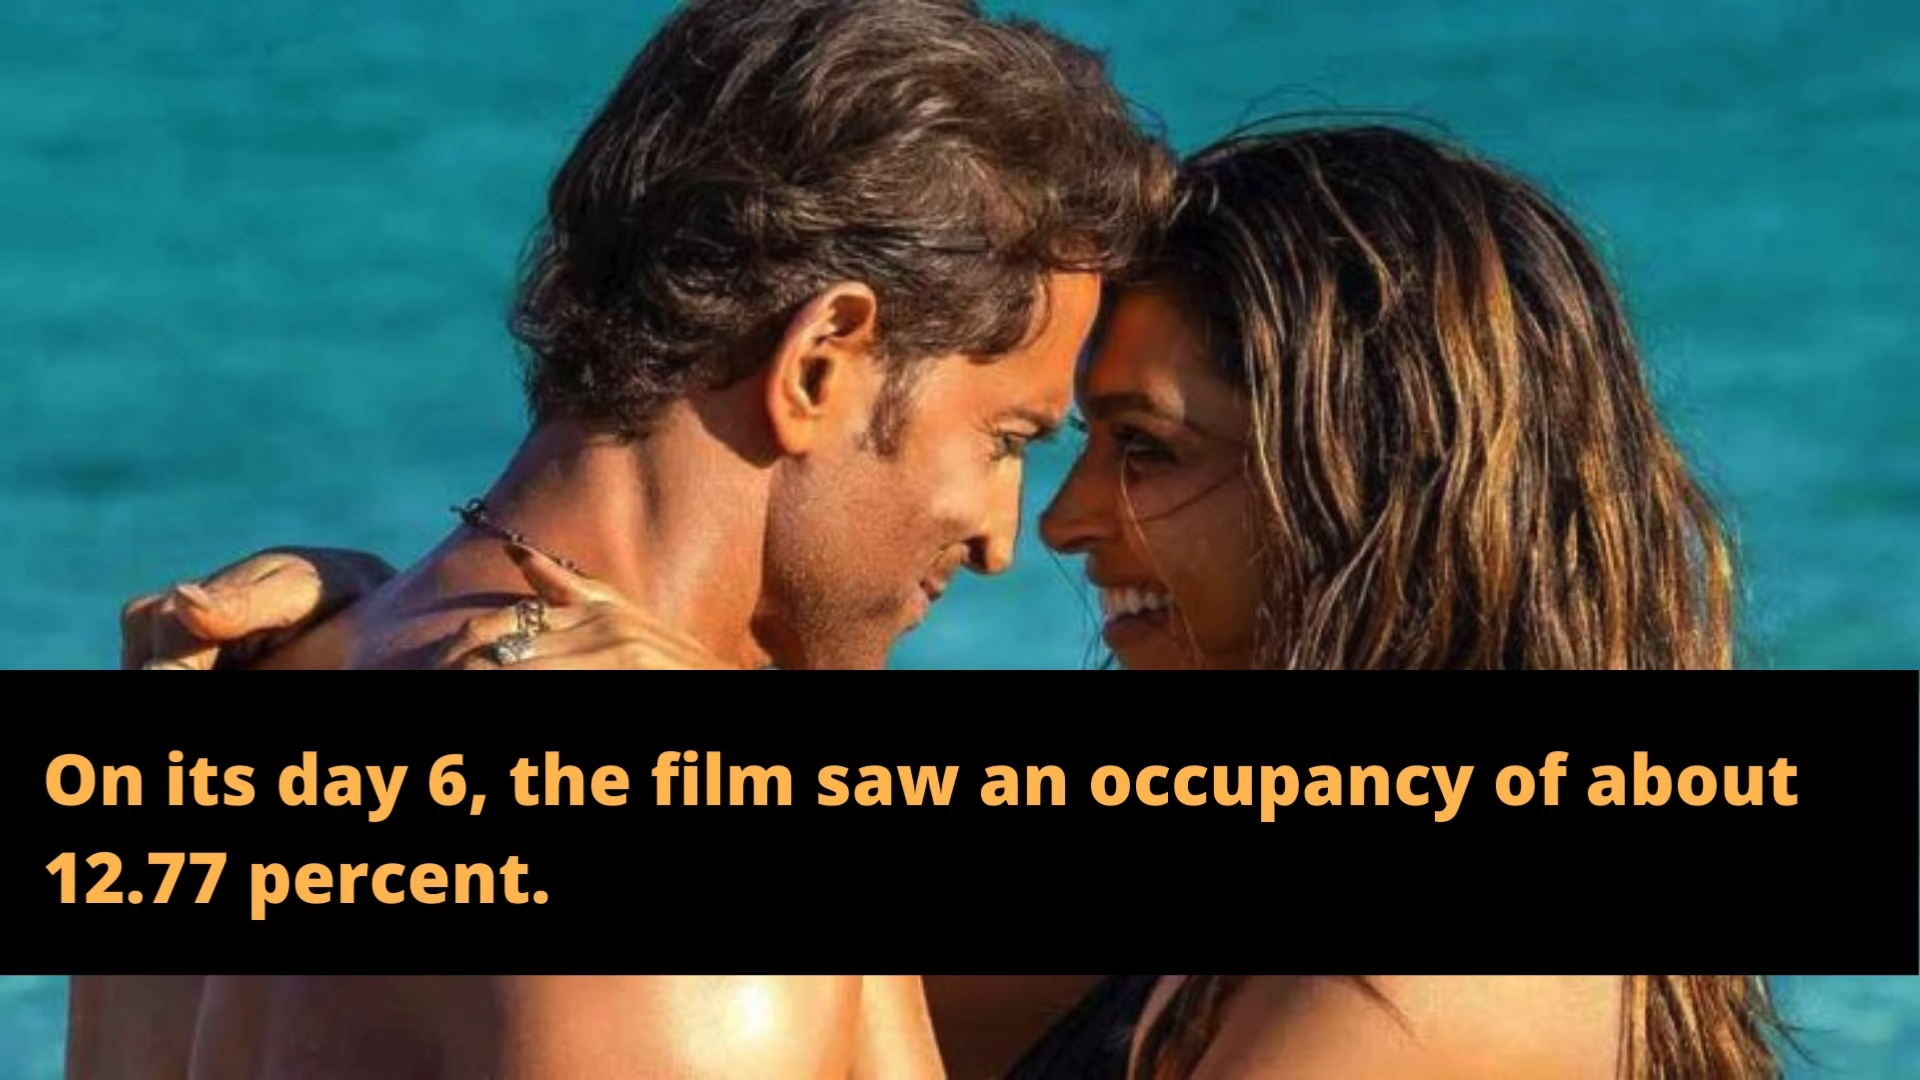 On its day 6, the film saw an occupancy of about
12.77 percent.